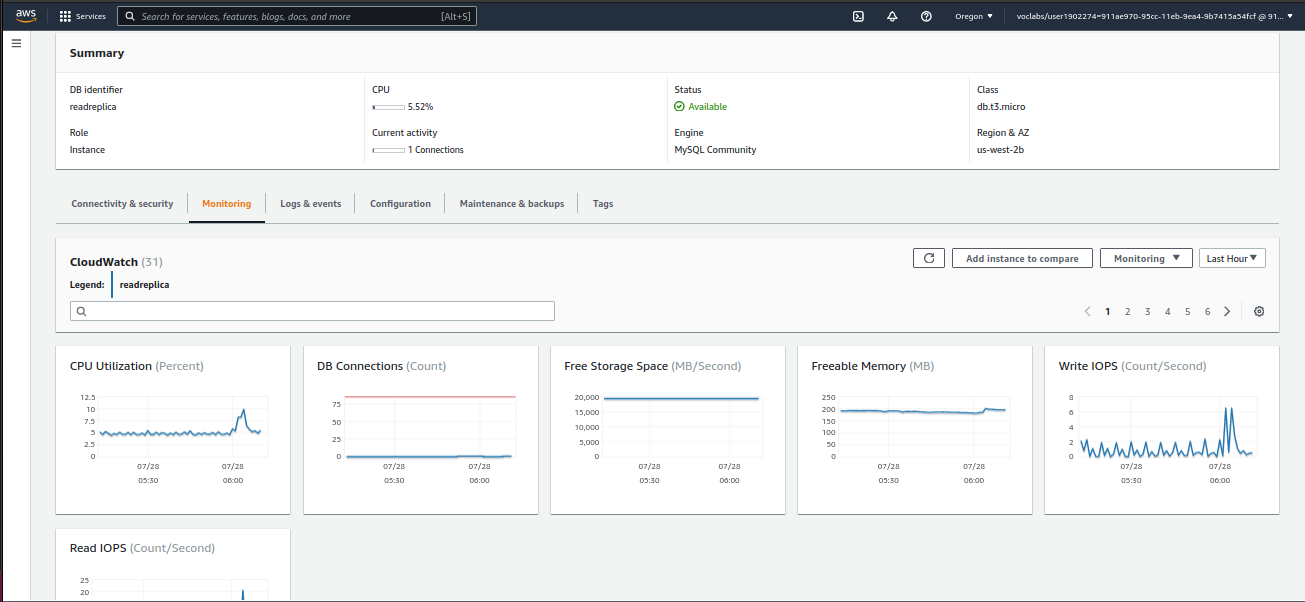 aws Services Search for services, features, blogs, docs, and more [Alt+S] Oregon ▼ voclabs/user1902274=911ae970-95cc-11eb-9ea4-9b7415a54fcf @ 91... ▼
Summary
DB identifier CPU Status Class
readreplica 5.52% Available db.t3.micro
Role Current activity Engine Region & AZ
Instance 1 Connections MySQL Community us-west-2b
Connectivity & security Monitoring Logs & events Configuration Maintenance & backups Tags
CloudWatch (31) Add instance to compare Monitoring ▼ Last Hour▼
Legend: readreplica
1 2 3 4 5 6
CPU Utilization (Percent)
12.5
10
7.5
5
2.5
0
07/28 07/28
05:30 06:00
DB Connections (Count)
75
50
25
0
07/28 07/28
05:30 06:00
Free Storage Space (MB/Second)
20,000
15,000
10,000
5,000
0
07/28 07/28
05:30 06:00
Freeable Memory (MB)
250
200
150
100
50
0
07/28 07/28
05:30 06:00
Write IOPS (Count/Second)
8
6
4
2
0
07/28 07/28
05:30 06:00
Read IOPS (Count/Second)
25
20